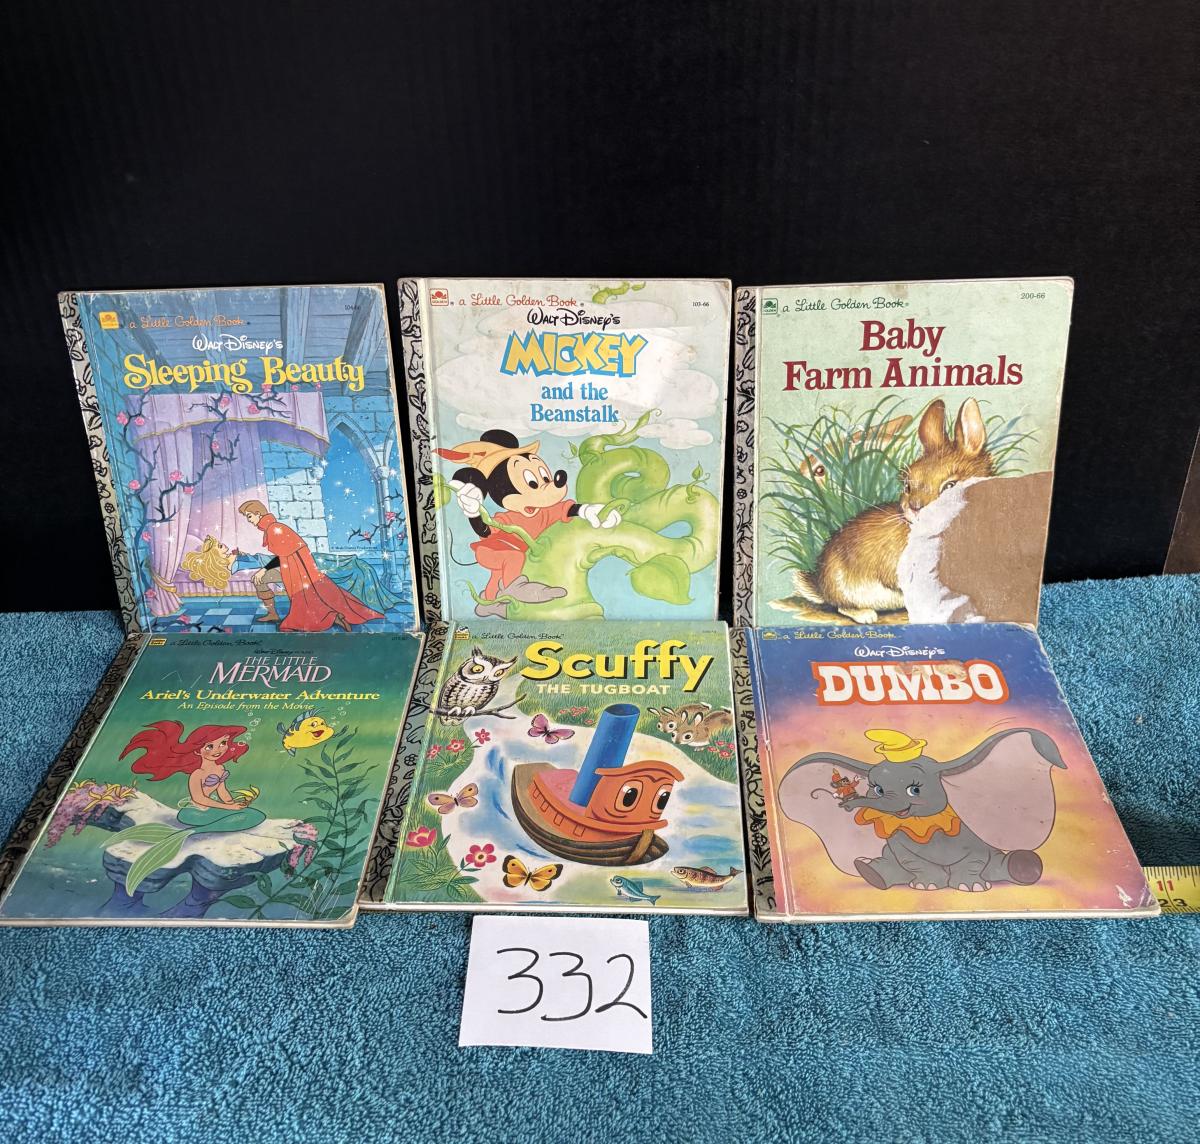 a Little Golden Book
Walt Disney's
Sleeping Beauty
a Little Golden Book
103-66
Walt Disney's
MICKEY
and the
Beanstalk
a Little Golden Book
200-66
Baby
Farm Animals
a Little Golden Book
THE LITTLE
MERMAID
Ariel's Underwater Adventure
An Episode from the Movie
a Little Golden Book
Scuffy
THE TUGBOAT
a Little Golden Book
Walt Disney's
DUMBO
11
23
332